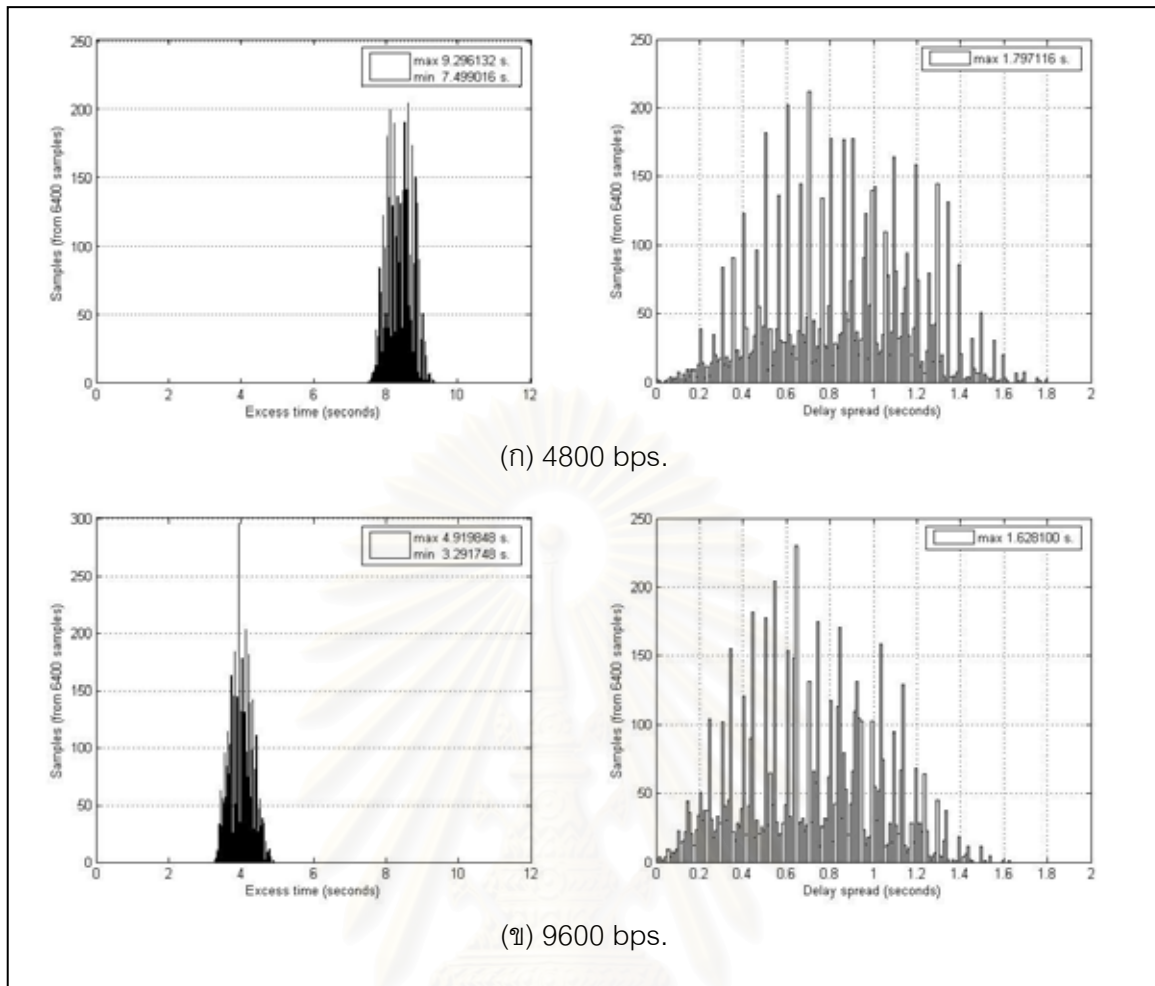 250
200
150
100
50
0
Samples (from 6400 samples)
max 9.296132 s.
min 7.499016 s.
0 2 4 6 8 10 12
Excess time (seconds)
250
200
150
100
50
0
Samples (from 6400 samples)
max 1.797116 s.
0 0.2 0.4 0.6 0.8 1 1.2 1.4 1.6 1.8 2
Delay spread (seconds)
(ก) 4800 bps.
300
250
200
150
100
50
0
Samples (from 6400 samples)
max 4.919848 s.
min 3.291748 s.
0 2 4 6 8 10 12
Excess time (seconds)
250
200
150
100
50
0
Samples (from 6400 samples)
max 1.628100 s.
0 0.2 0.4 0.6 0.8 1 1.2 1.4 1.6 1.8 2
Delay spread (seconds)
(ข) 9600 bps.